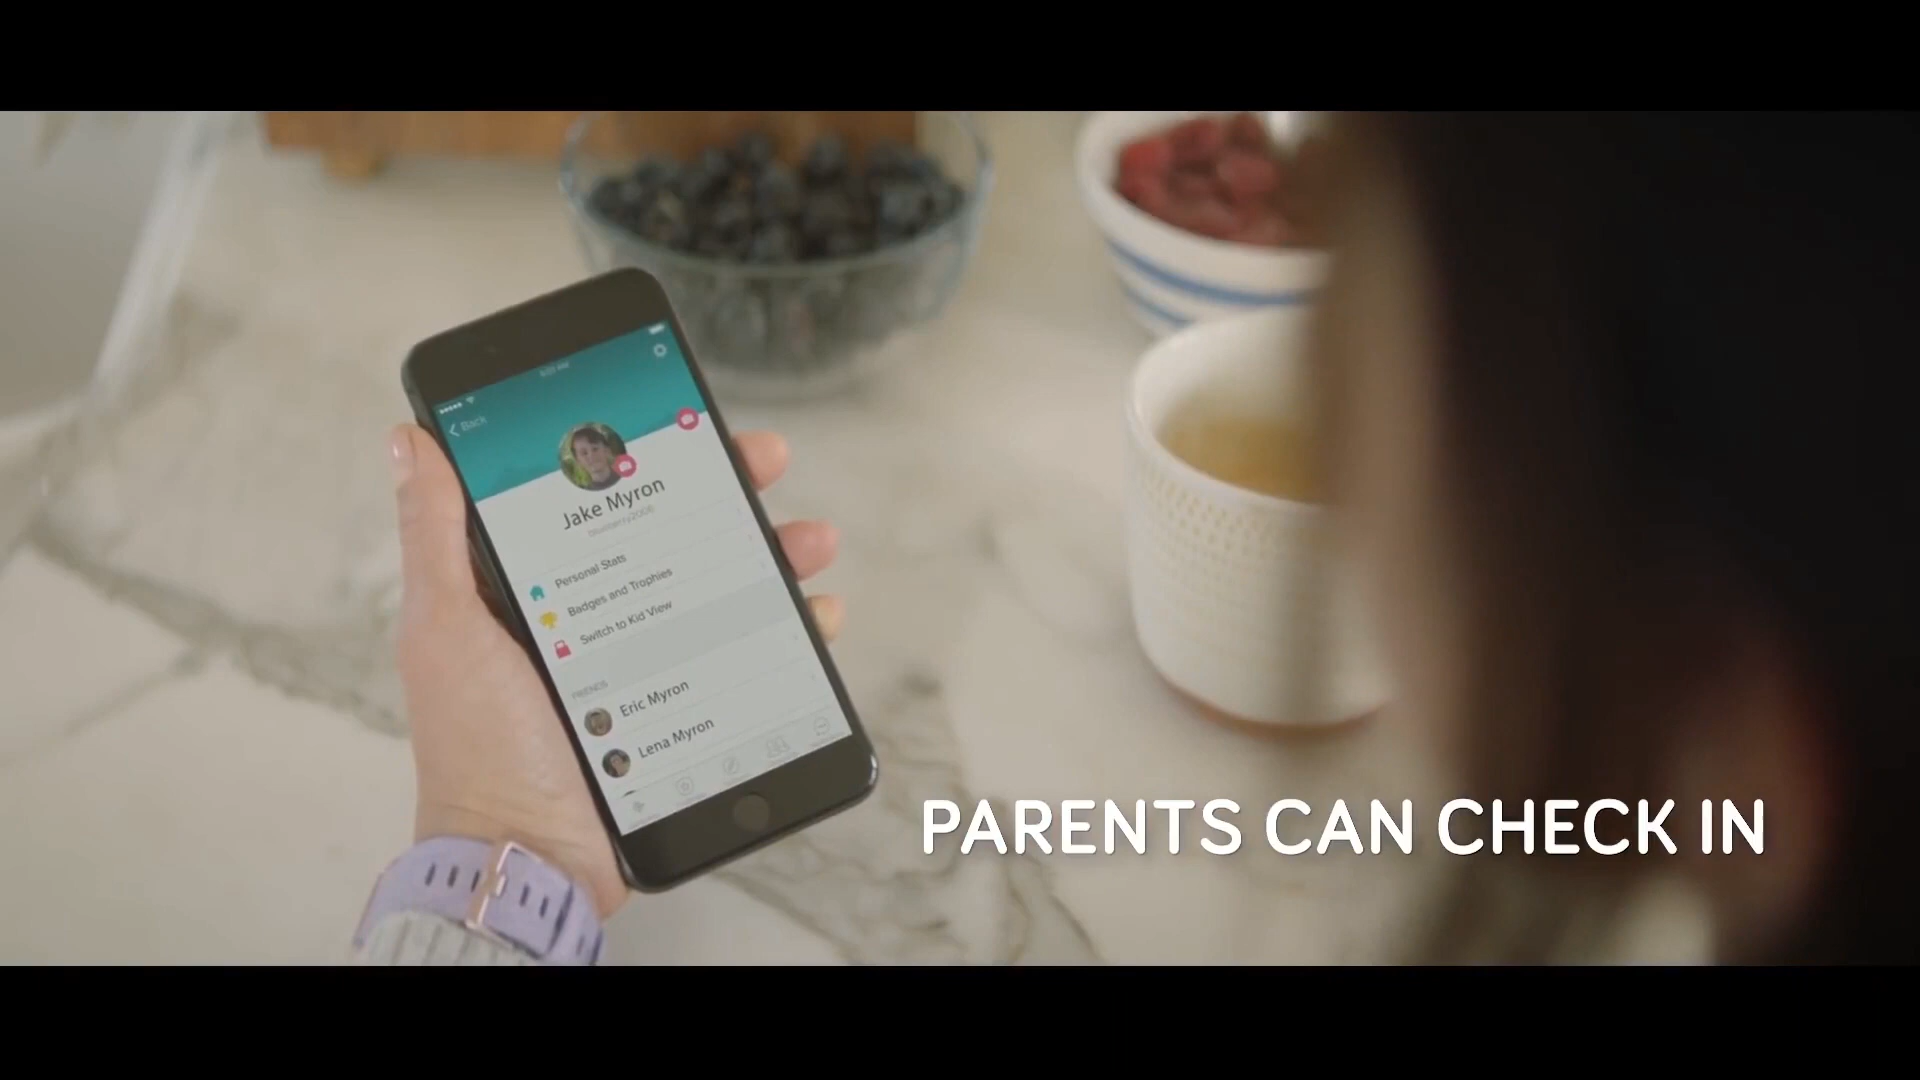 Back
Jake Myron
Personal Stats
Badges and Trophies
Switch to Kid View
FRIENDS
Eric Myron
Lena Myron
PARENTS CAN CHECK IN